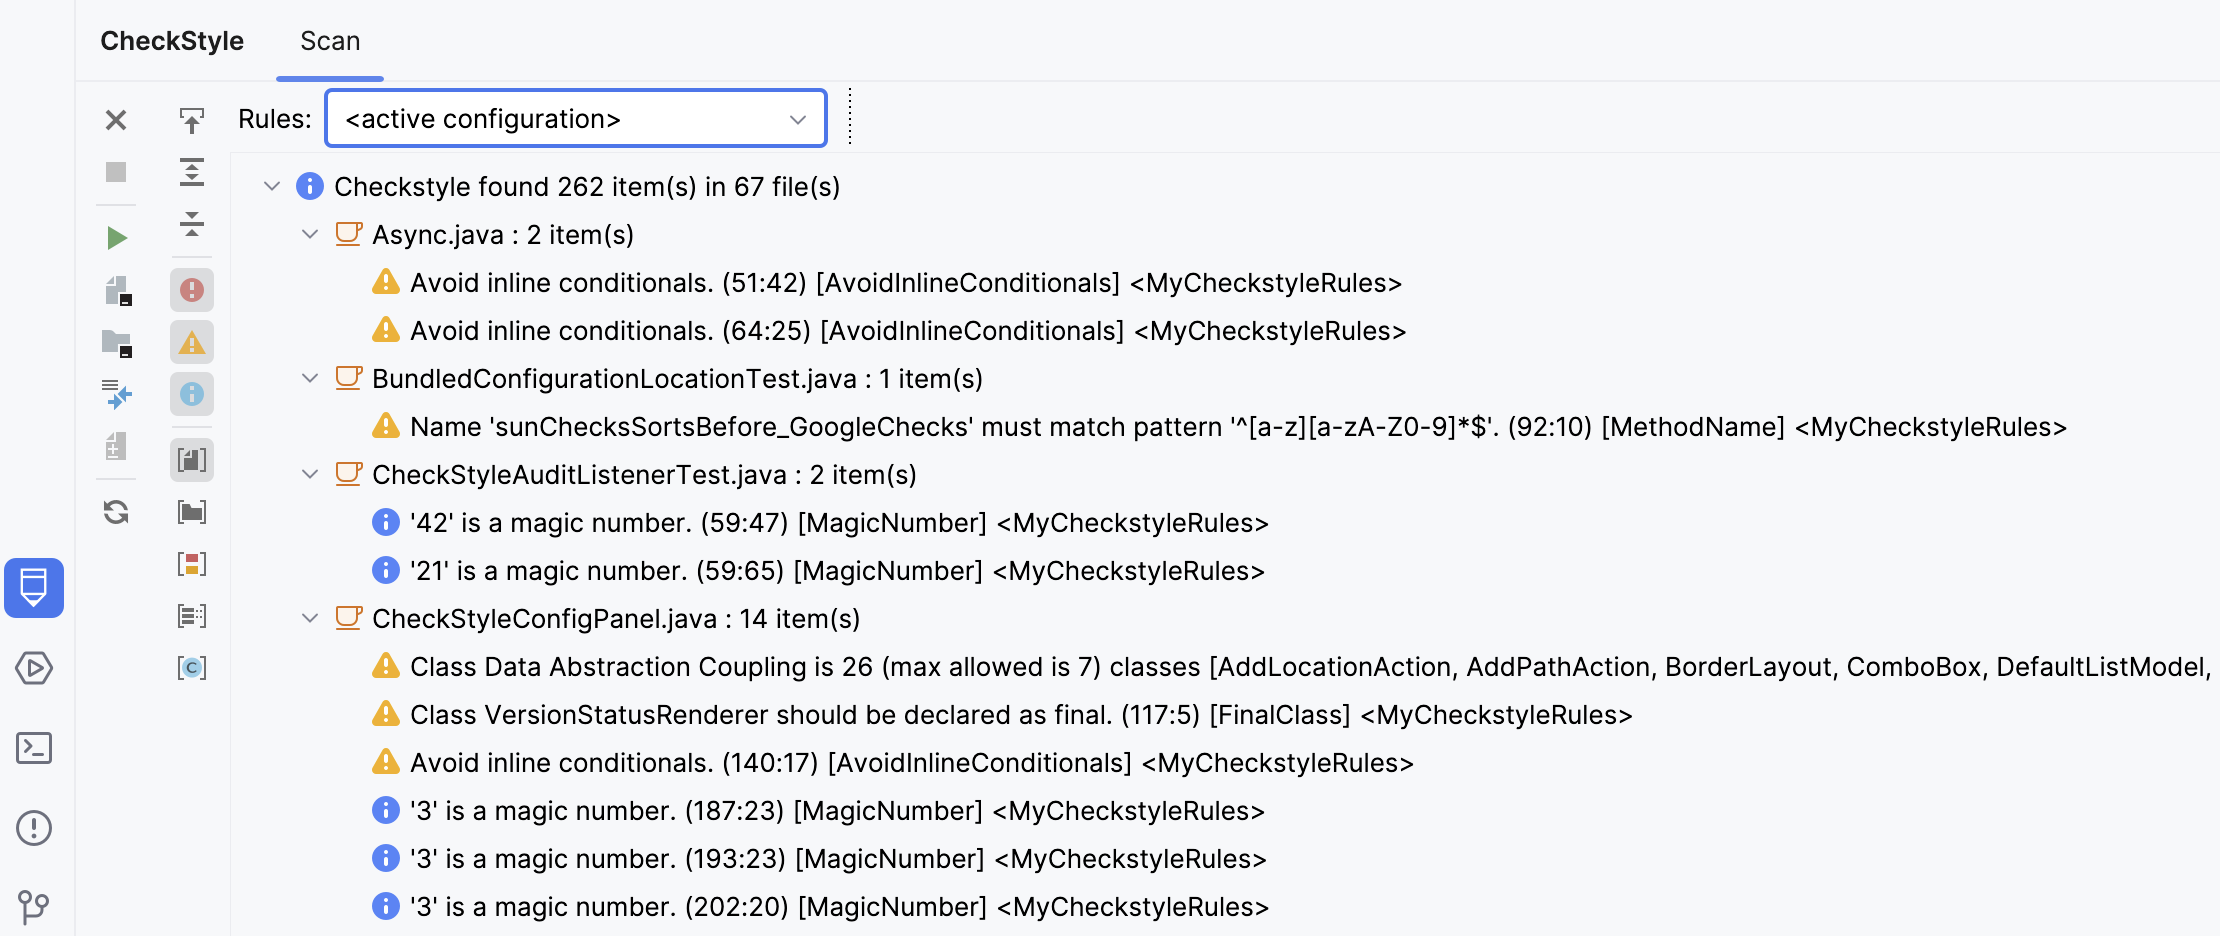 CheckStyle Scan
Rules: <active configuration>
Checkstyle found 262 item(s) in 67 file(s)
Async.java : 2 item(s)
Avoid inline conditionals. (51:42) [AvoidInlineConditionals] <MyCheckstyleRules>
Avoid inline conditionals. (64:25) [AvoidInlineConditionals] <MyCheckstyleRules>
BundledConfigurationLocationTest.java : 1 item(s)
Name 'sunChecksSortsBefore_GoogleChecks' must match pattern '^[a-z][a-zA-Z0-9]*$'. (92:10) [MethodName] <MyCheckstyleRules>
CheckStyleAuditListenerTest.java : 2 item(s)
'42' is a magic number. (59:47) [MagicNumber] <MyCheckstyleRules>
'21' is a magic number. (59:65) [MagicNumber] <MyCheckstyleRules>
CheckStyleConfigPanel.java : 14 item(s)
Class Data Abstraction Coupling is 26 (max allowed is 7) classes [AddLocationAction, AddPathAction, BorderLayout, ComboBox, DefaultListModel,
Class VersionStatusRenderer should be declared as final. (117:5) [FinalClass] <MyCheckstyleRules>
Avoid inline conditionals. (140:17) [AvoidInlineConditionals] <MyCheckstyleRules>
'3' is a magic number. (187:23) [MagicNumber] <MyCheckstyleRules>
'3' is a magic number. (193:23) [MagicNumber] <MyCheckstyleRules>
'3' is a magic number. (202:20) [MagicNumber] <MyCheckstyleRules>